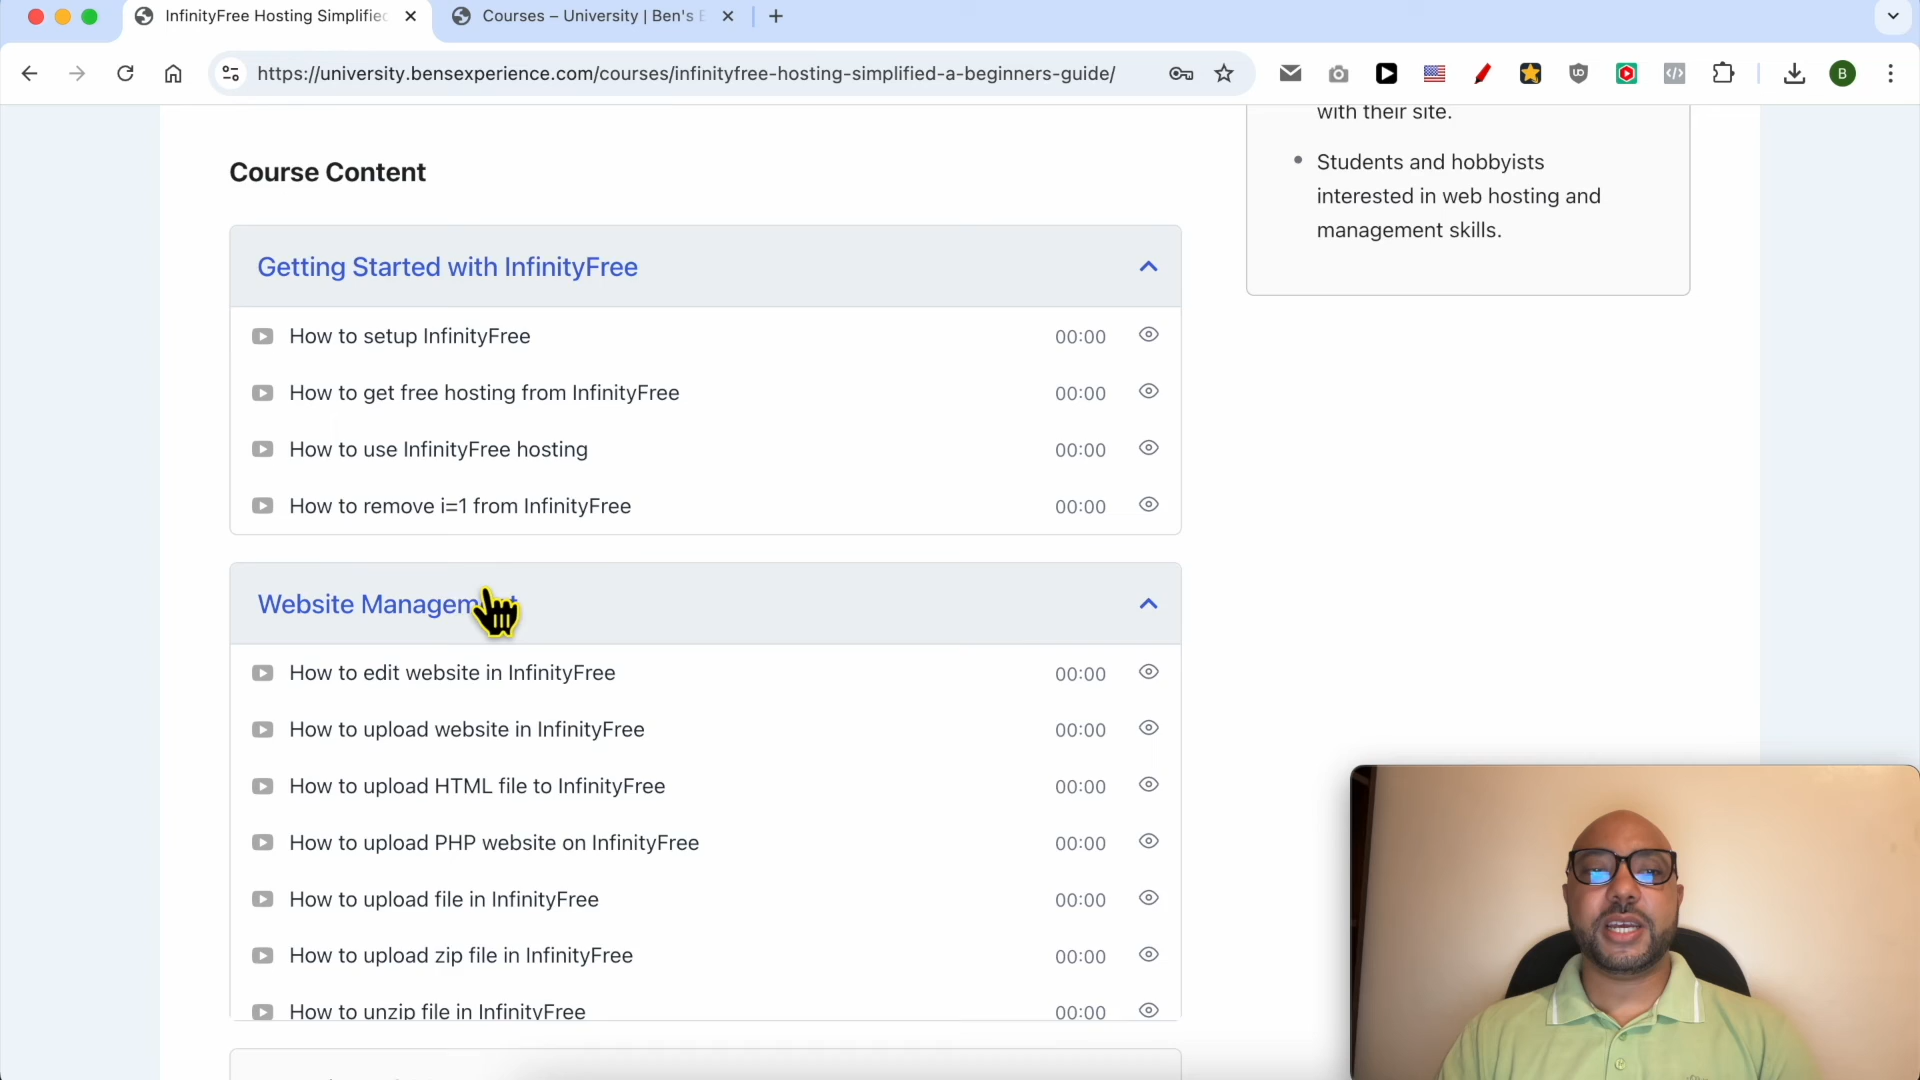 InfinityFree Hosting Simplified
Courses – University | Ben's E
https://university.bensexperience.com/courses/infinityfree-hosting-simplified-a-beginners-guide/
B
with their site.
Students and hobbyists
interested in web hosting and
management skills.
Course Content
Getting Started with InfinityFree
How to setup InfinityFree 00:00
How to get free hosting from InfinityFree 00:00
How to use InfinityFree hosting 00:00
How to remove i=1 from InfinityFree 00:00
Website Management
How to edit website in InfinityFree 00:00
How to upload website in InfinityFree 00:00
How to upload HTML file to InfinityFree 00:00
How to upload PHP website on InfinityFree 00:00
How to upload file in InfinityFree 00:00
How to upload zip file in InfinityFree 00:00
How to unzip file in InfinityFree 00:00